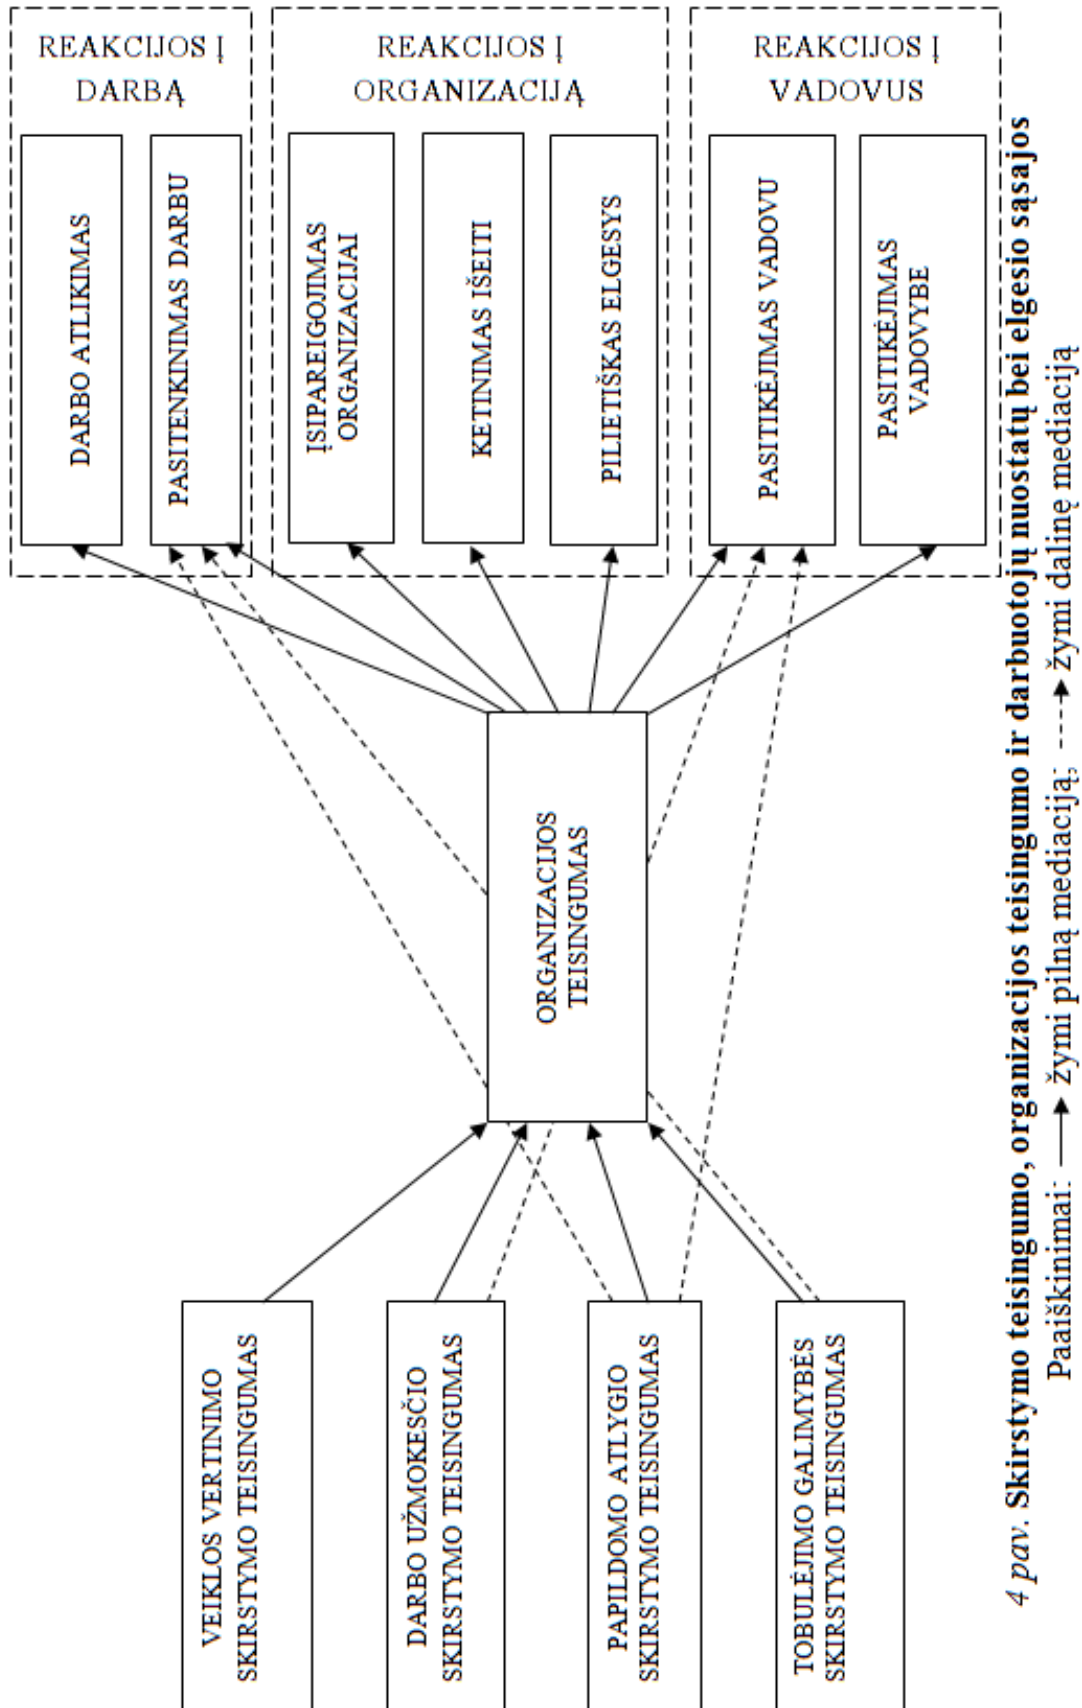 REAKCIJOS Į
DARBĄ
REAKCIJOS Į
ORGANIZACIJĄ
REAKCIJOS Į
VADOVUS
DARBO ATLIKIMAS
PASITENKINIMAS DARBU
ĮSIPAREIGOJIMAS
ORGANIZACIJAI
KETINIMAS IŠEITI
PILIETIŠKAS ELGESYS
PASITIKĖJIMAS VADOVU
PASITIKĖJIMAS
VADOVYBE
ORGANIZACIJOS
TEISINGUMAS
VEIKLOS VERTINIMO
SKIRSTYMO TEISINGUMAS
DARBO UŽMOKESČIO
SKIRSTYMO TEISINGUMAS
PAPILDOMO ATLYGIO
SKIRSTYMO TEISINGUMAS
TOBULĖJIMO GALIMYBĖS
SKIRSTYMO TEISINGUMAS
4 pav. Skirstymo teisingumo, organizacijos teisingumo ir darbuotojų nuostatų bei elgesio sąsajos
Paaiškinimai: žymi pilną mediaciją; žymi dalinę mediaciją